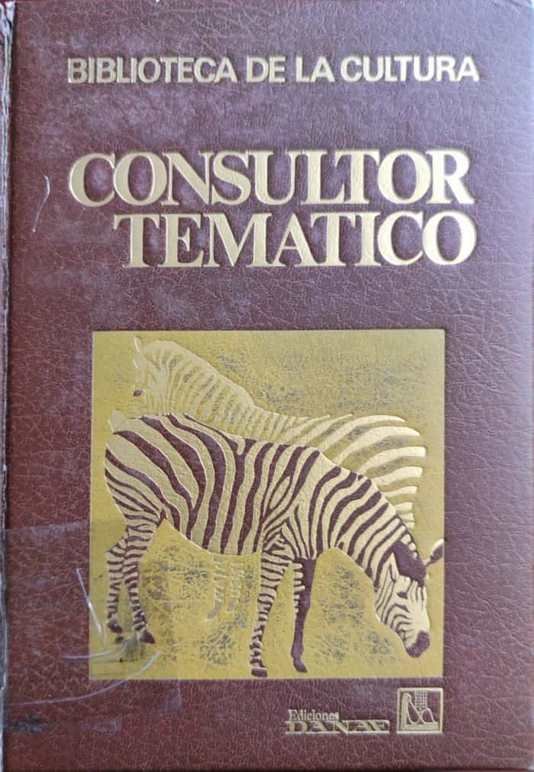 BIBLIOTECA DE LA CULTURA
CONSULTOR
TEMATICO
Ediciones
DANAE